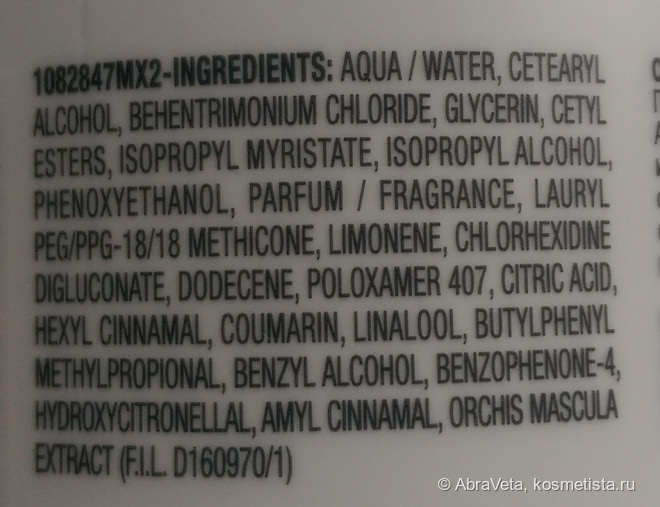 1082847MX2-INGREDIENTS: AQUA / WATER, CETEARYL
ALCOHOL, BEHENTRIMONIUM CHLORIDE, GLYCERIN, CETYL
ESTERS, ISOPROPYL MYRISTATE, ISOPROPYL ALCOHOL,
PHENOXYETHANOL, PARFUM / FRAGRANCE, LAURYL
PEG/PPG-18/18 METHICONE, LIMONENE, CHLORHEXIDINE
DIGLUCONATE, DODECENE, POLOXAMER 407, CITRIC ACID,
HEXYL CINNAMAL, COUMARIN, LINALOOL, BUTYLPHENYL
METHYLPROPIONAL, BENZYL ALCOHOL, BENZOPHENONE-4,
HYDROXYCITRONELLAL, AMYL CINNAMAL, ORCHIS MASCULA
EXTRACT (F.I.L. D160970/1)
© AbraVeta, kosmetista.ru